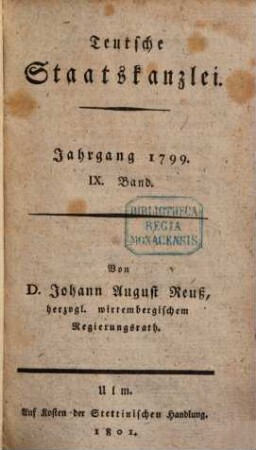 Teutsche
Staatskanzlei.
Jahrgang 1799.
IX. Band.
BIBLIOTHECA
REGIA
MONACENSIS.
Von
D. Johann August Reuß,
herzogl. wirtembergischem
Regierungsrath.
Ulm.
Auf Kosten der Stettinischen Handlung.
1801.